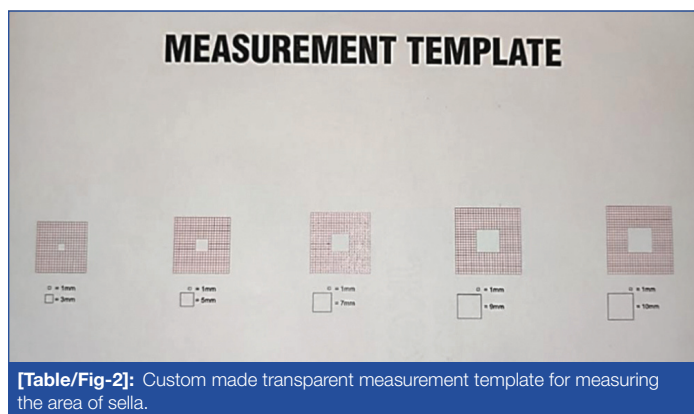 MEASUREMENT TEMPLATE
= 1mm
= 3mm
= 1mm
= 5mm
= 1mm
= 7mm
= 1mm
= 9mm
= 1mm
= 10mm
[Table/Fig-2]: Custom made transparent measurement template for measuring
the area of sella.